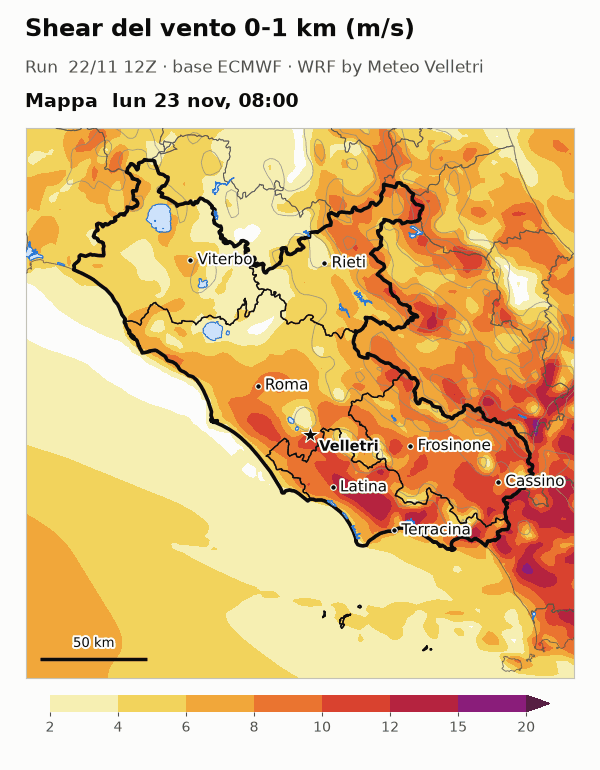 Shear del vento 0-1 km (m/s)
Run  22/11 12Z · base ECMWF · WRF by Meteo Velletri
Mappa  lun 23 nov, 08:00
Viterbo
Rieti
Roma
Velletri
Frosinone
Cassino
Latina
Terracina
50 km
2 4 6 8 10 12 15 20